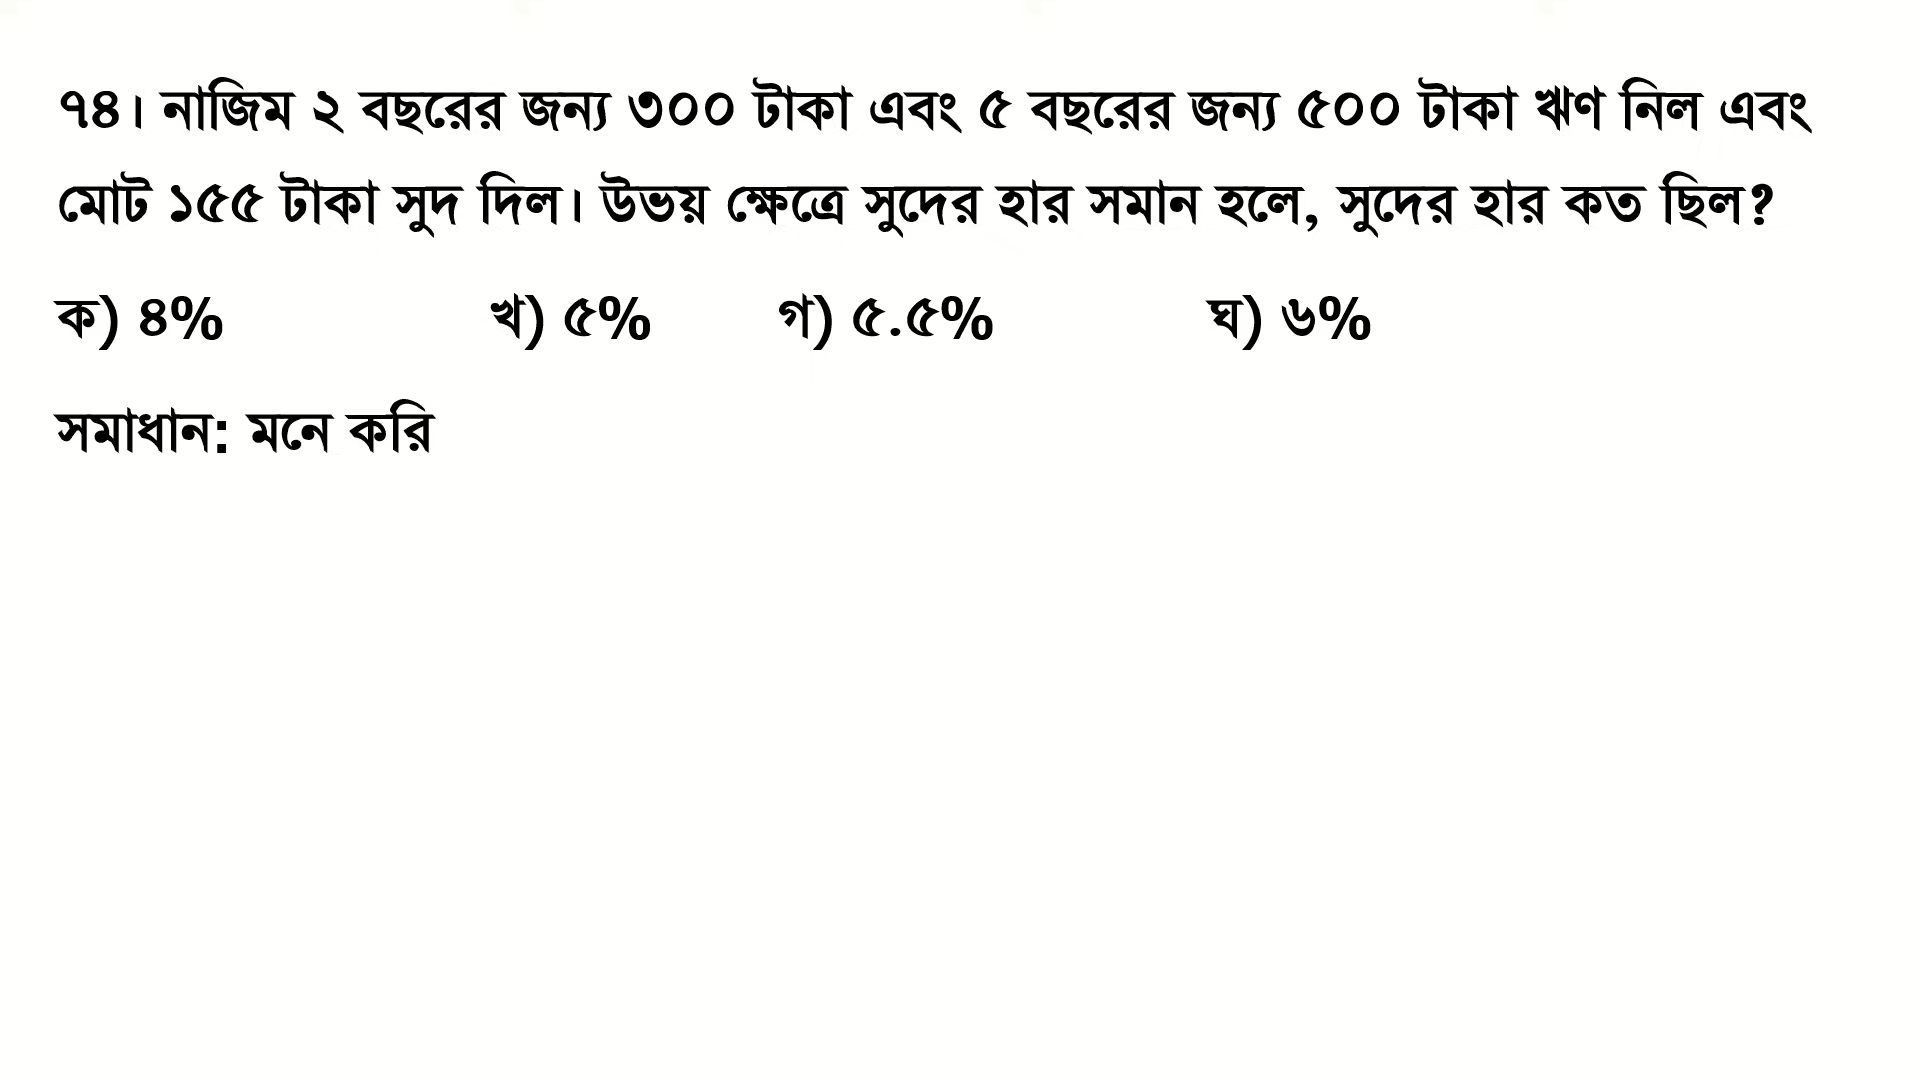 ৭৪। নাজিম ২ বছরের জন্য ৩০০ টাকা এবং ৫ বছরের জন্য ৫০০ টাকা ঋণ নিল এবং
মোট ১৫৫ টাকা সুদ দিল। উভয় ক্ষেত্রে সুদের হার সমান হলে, সুদের হার কত ছিল?
ক) ৪% খ) ৫% গ) ৫.৫% ঘ) ৬%
সমাধান: মনে করি